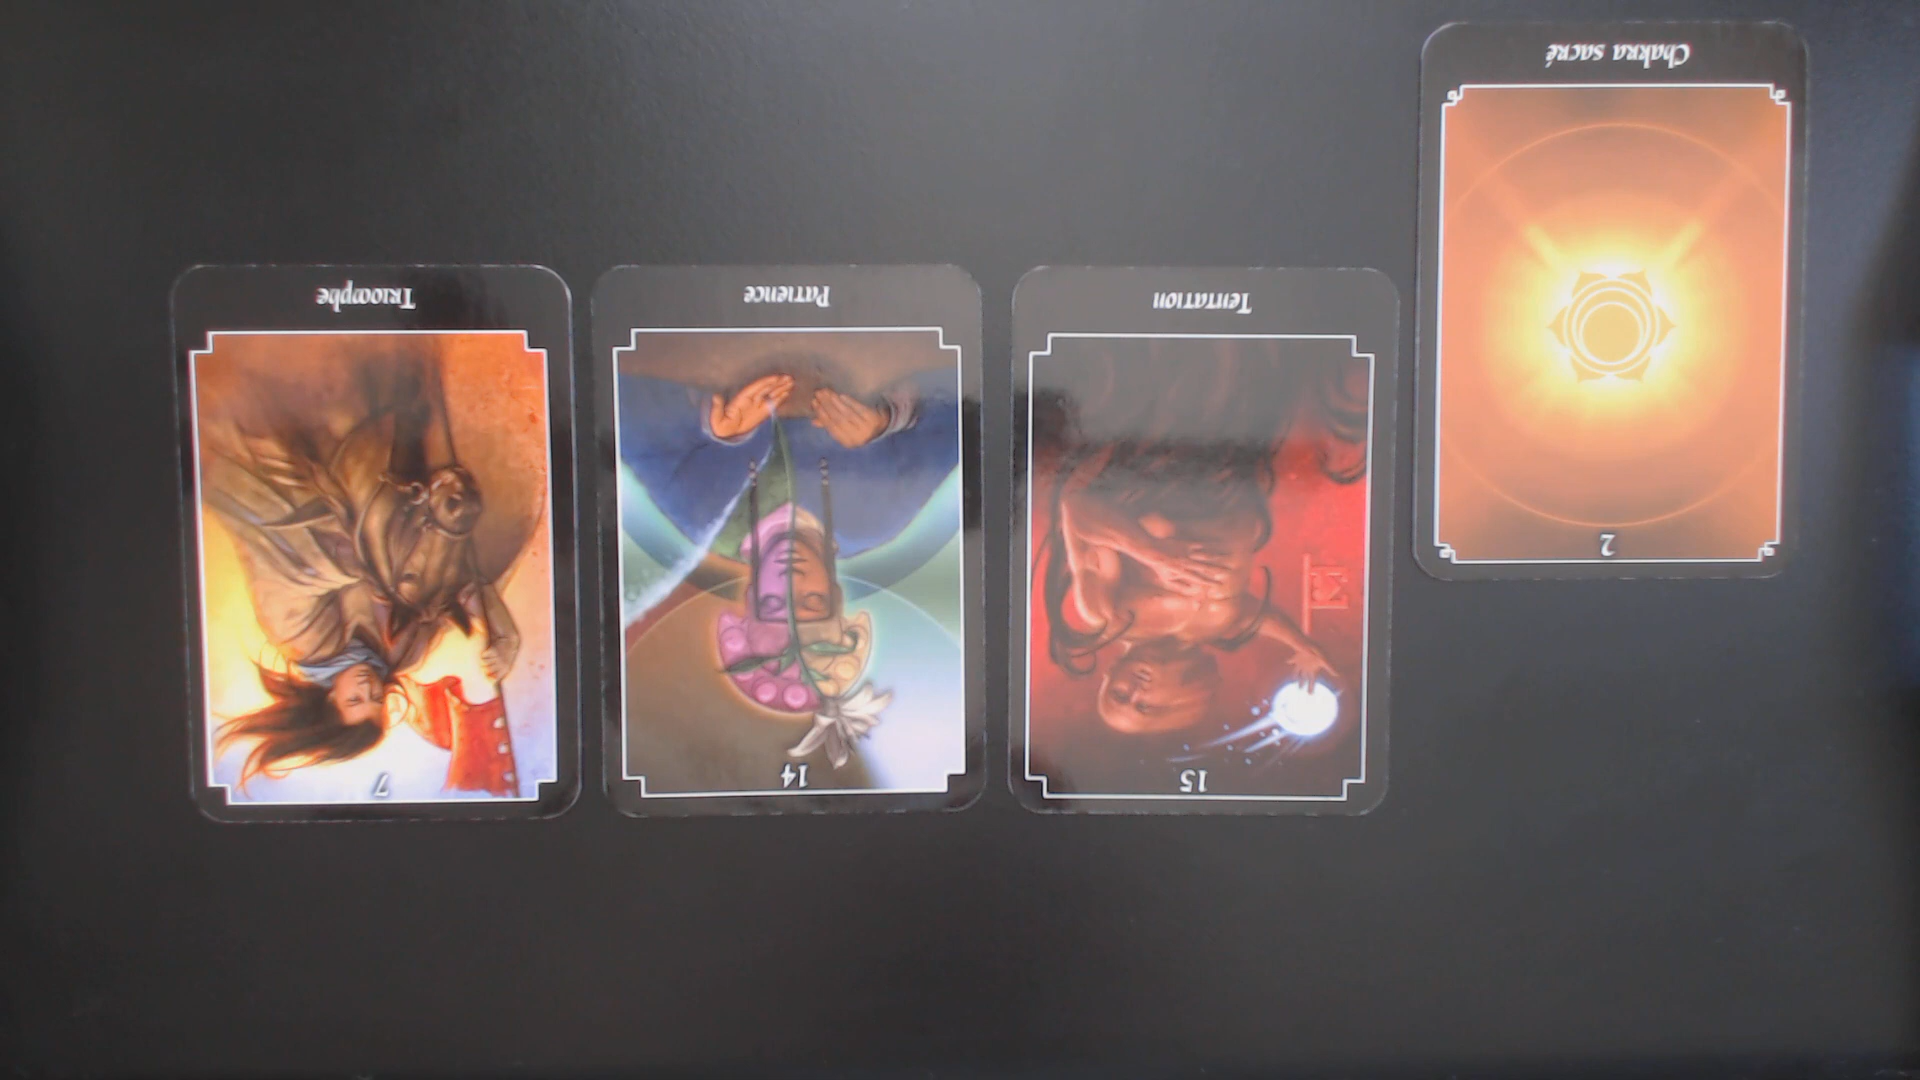 Chakra sacré
2
Tentation
15
Patience
14
Triomphe
7